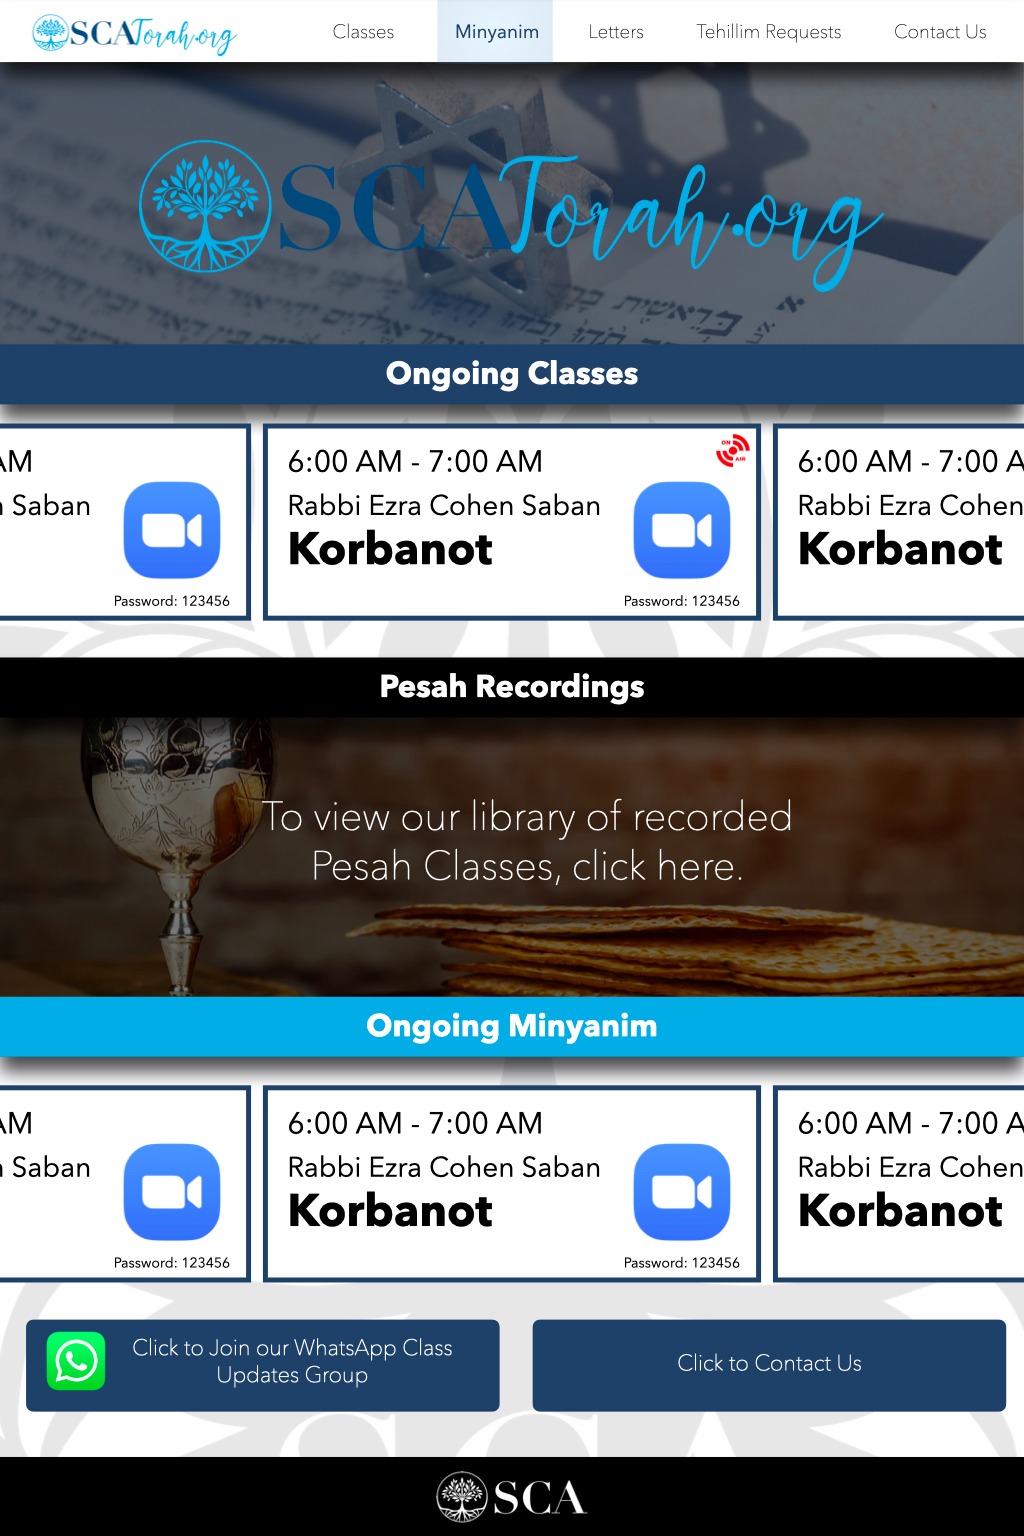 SCATorah.org
Classes
Minyanim
Letters
Tehillim Requests
Contact Us
SCATorah.org
Ongoing Classes
AM
Saban
Password: 123456
6:00 AM - 7:00 AM
ON
AIR
Rabbi Ezra Cohen Saban
Korbanot
Password: 123456
6:00 AM - 7:00 A
Rabbi Ezra Cohen
Korbanot
Pesah Recordings
To view our library of recorded
Pesah Classes, click here.
Ongoing Minyanim
AM
Saban
Password: 123456
6:00 AM - 7:00 AM
Rabbi Ezra Cohen Saban
Korbanot
Password: 123456
6:00 AM - 7:00 A
Rabbi Ezra Cohen
Korbanot
Click to Join our WhatsApp Class
Updates Group
Click to Contact Us
SCA